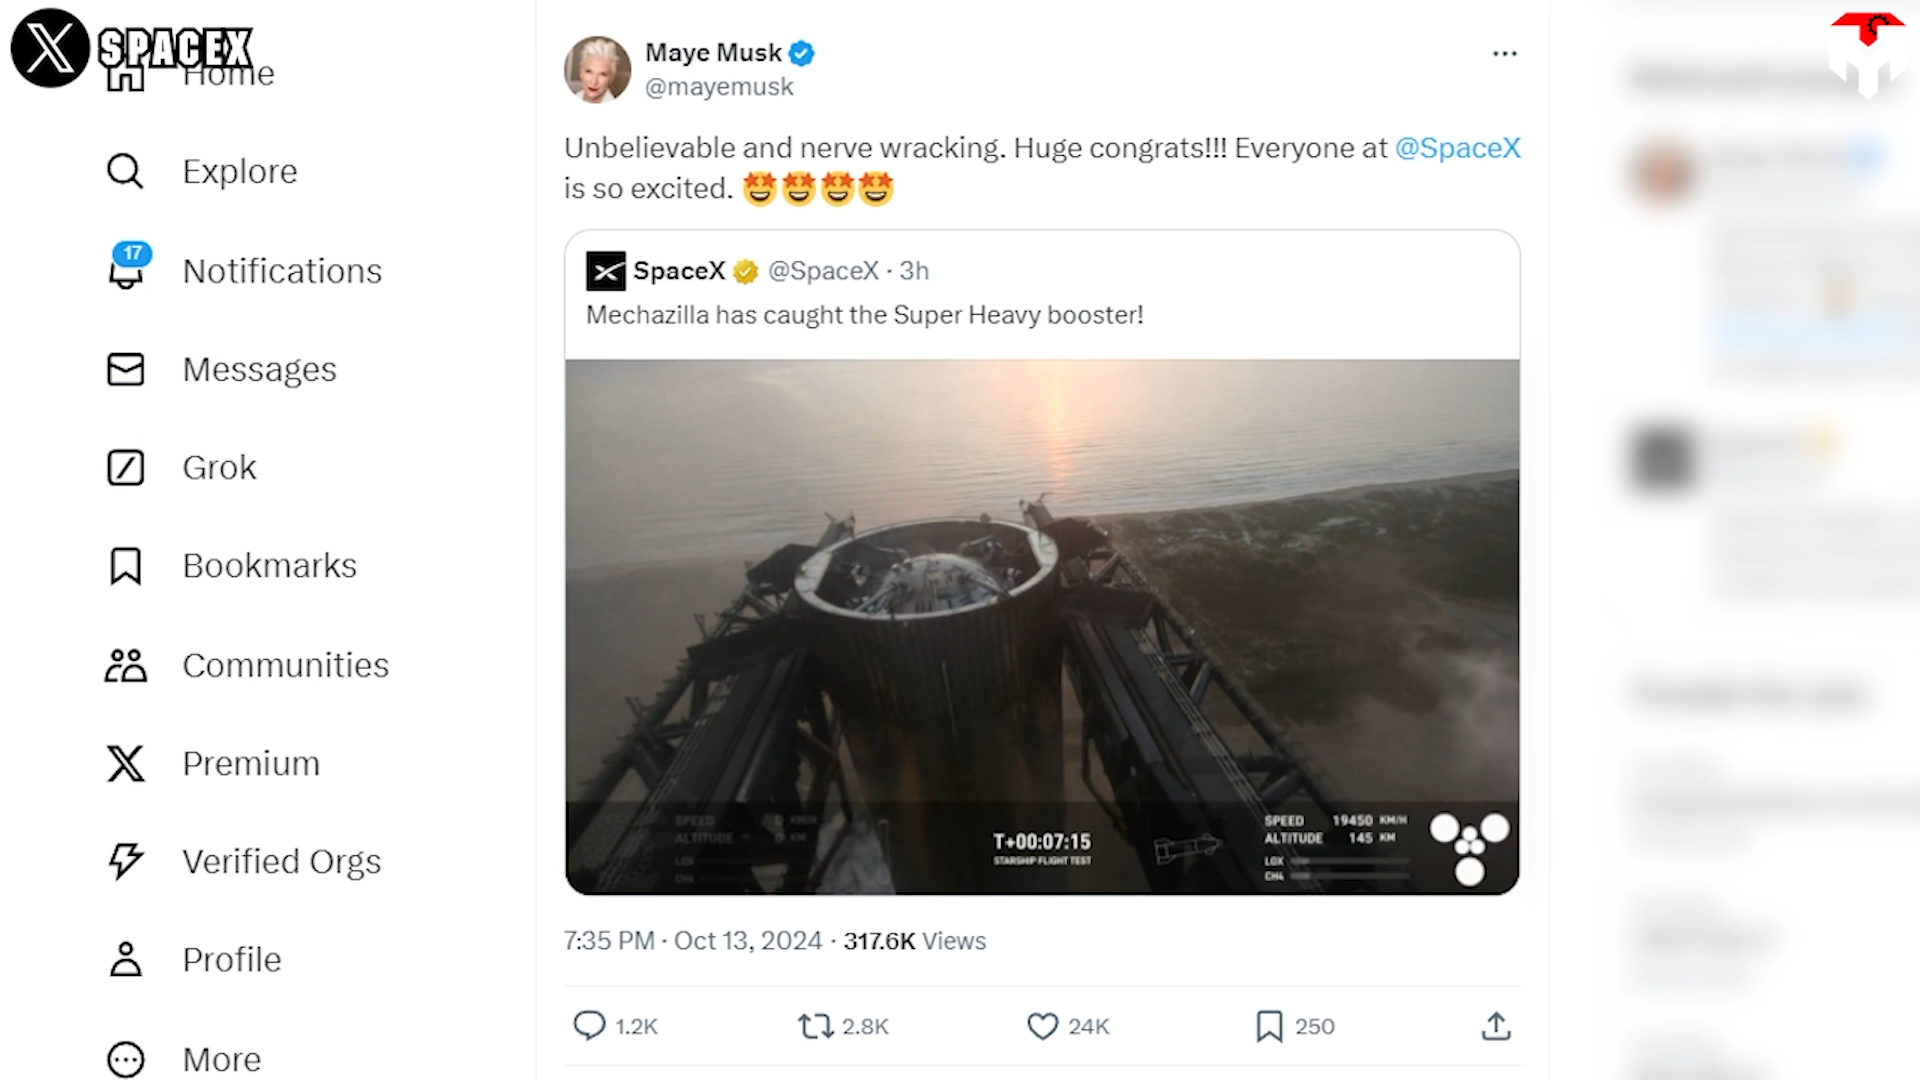 SPACEX
Home
Explore
17
Notifications
Messages
Grok
Bookmarks
Communities
Premium
Verified Orgs
Profile
More
Maye Musk
@mayemusk
Unbelievable and nerve wracking. Huge congrats!!! Everyone at @SpaceX
is so excited. 🤩🤩🤩🤩
SpaceX @SpaceX · 3h
Mechazilla has caught the Super Heavy booster!
SPEED 0 KM/H
ALTITUDE 0 KM
LOX
CH4
T+00:07:15
STARSHIP FLIGHT TEST
SPEED 19450 KM/H
ALTITUDE 145 KM
LOX
CH4
7:35 PM · Oct 13, 2024 · 317.6K Views
1.2K 2.8K 24K 250